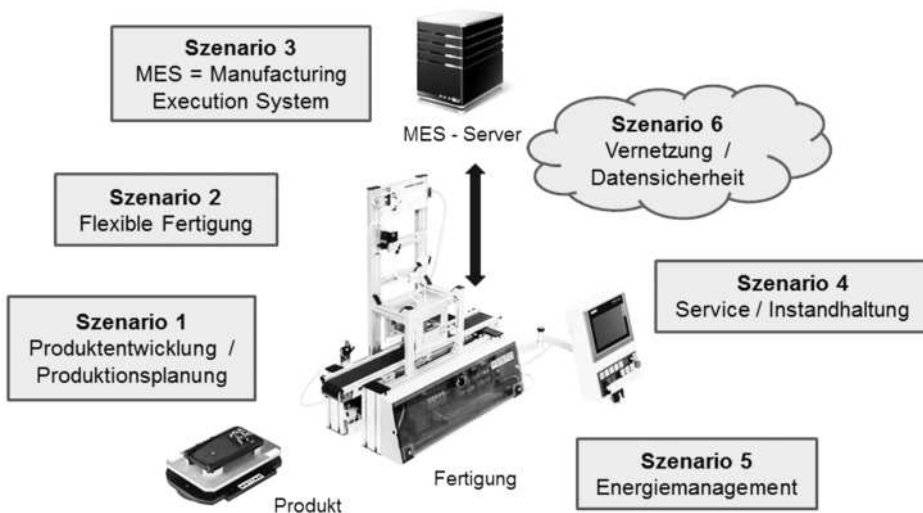 Szenario 3
MES = Manufacturing
Execution System
MES - Server
Szenario 6
Vernetzung /
Datensicherheit
Szenario 2
Flexible Fertigung
Szenario 4
Service / Instandhaltung
Szenario 1
Produktentwicklung /
Produktionsplanung
Szenario 5
Energiemanagement
Fertigung
Produkt